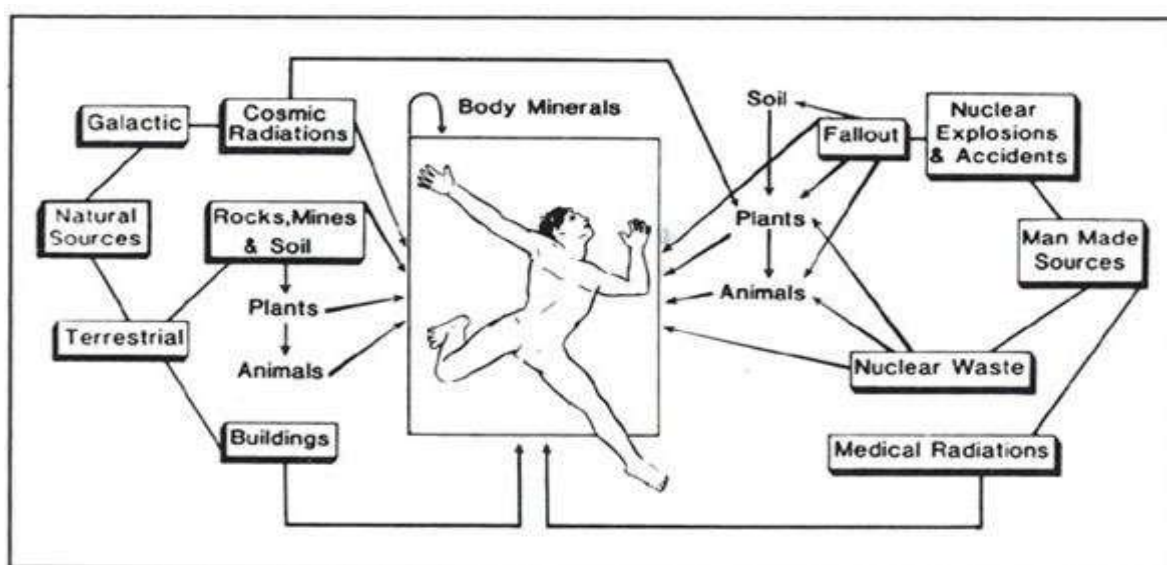 Body Minerals
Galactic
Cosmic
Radiations
Natural
Sources
Rocks,Mines
& Soil
Plants
Animals
Terrestrial
Buildings
Soil
Fallout
Nuclear
Explosions
& Accidents
Plants
Man Made
Sources
Animals
Nuclear Waste
Medical Radiations